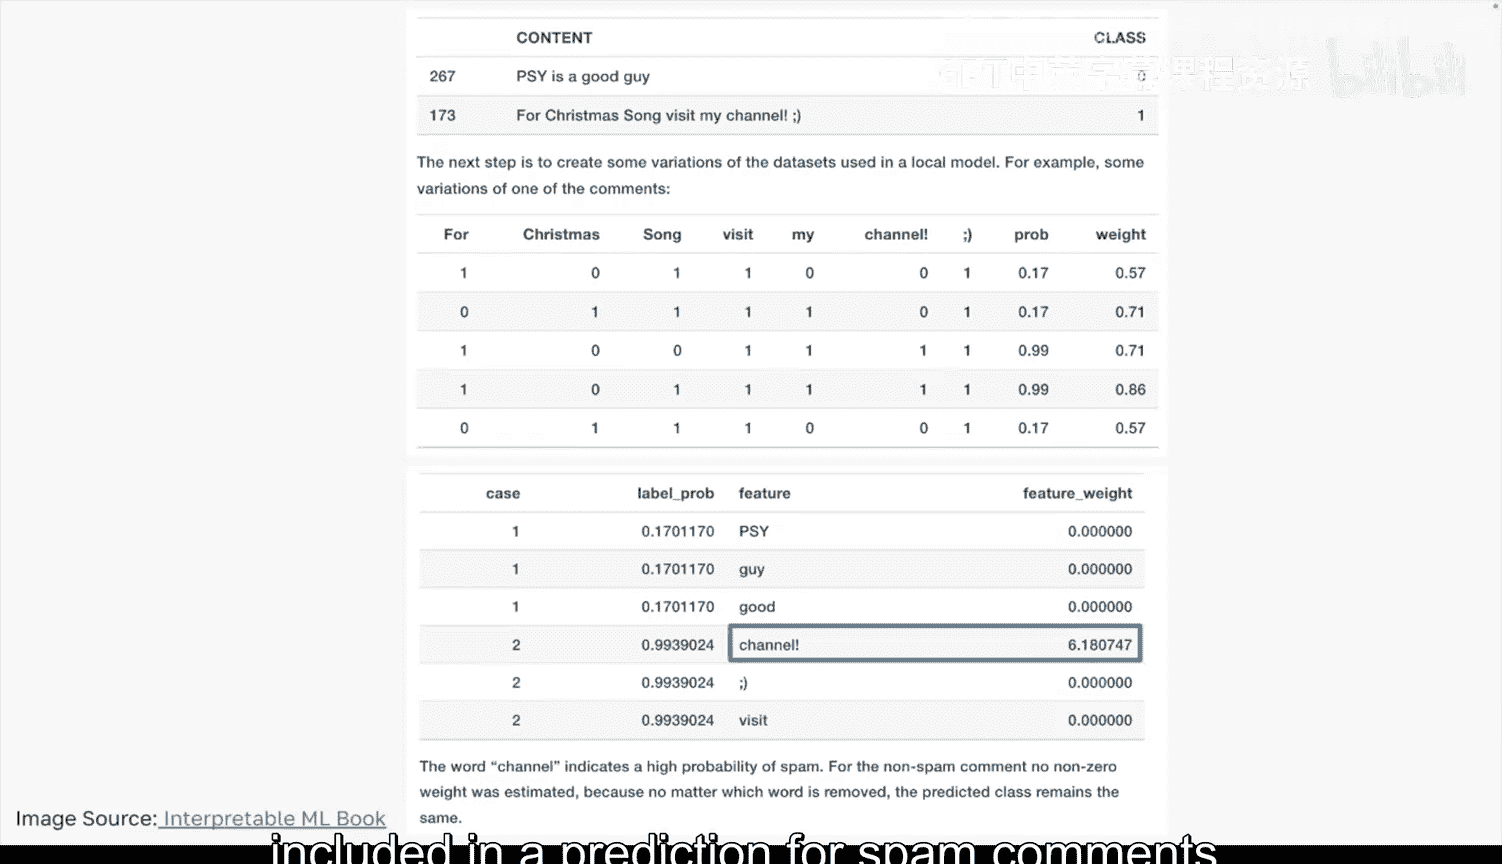 CONTENT CLASS
267 PSY is a good guy 0
173 For Christmas Song visit my channel! ;) 1
The next step is to create some variations of the datasets used in a local model. For example, some
variations of one of the comments:
For Christmas Song visit my channel! ;) prob weight
1 0 1 1 0 0 1 0.17 0.57
0 1 1 1 1 0 1 0.17 0.71
1 0 0 1 1 1 1 0.99 0.71
1 0 1 1 1 1 1 0.99 0.86
0 1 1 1 0 0 1 0.17 0.57
case label_prob feature feature_weight
1 0.1701170 PSY 0.000000
1 0.1701170 guy 0.000000
1 0.1701170 good 0.000000
2 0.9939024 channel! 6.180747
2 0.9939024 ;) 0.000000
2 0.9939024 visit 0.000000
The word “channel” indicates a high probability of spam. For the non-spam comment no non-zero
weight was estimated, because no matter which word is removed, the predicted class remains the
same.
Image Source: Interpretable ML Book
included in a prediction for spam comments
bilibili